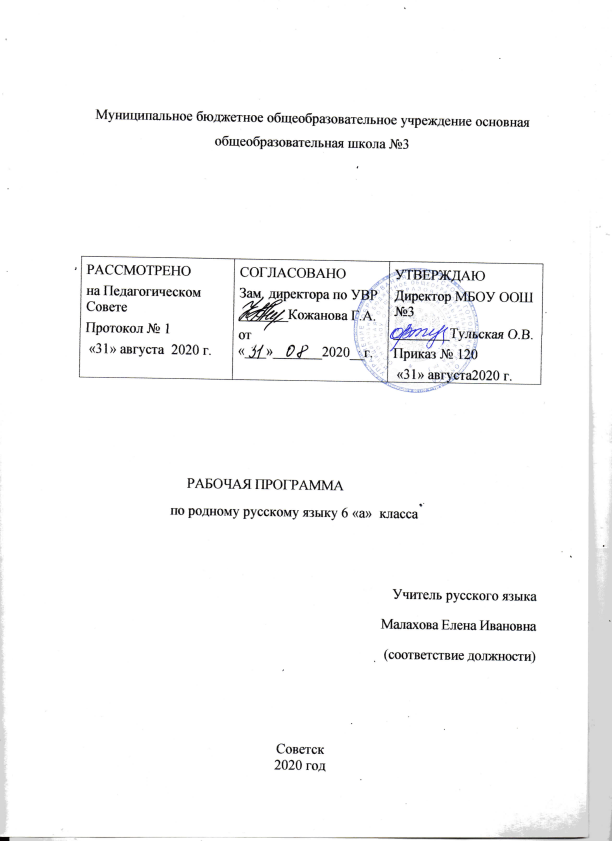 Муниципальное бюджетное общеобразовательное учреждение основная
общеобразовательная школа №3
РАССМОТРЕНО
на Педагогическом
Совете
Протокол № 1
«31» августа 2020 г.
СОГЛАСОВАНО
Зам. директора по УВР
Кожанова Г.А.
от
«31» 08 2020 г.
УТВЕРЖДАЮ
Директор МБОУ ООШ
№3
Тульская О.В.
Приказ № 120
«31» августа2020 г.
РАБОЧАЯ ПРОГРАММА
по родному русскому языку 6 «а» класса
Учитель русского языка
Малахова Елена Ивановна
(соответствие должности)
Советск
2020 год